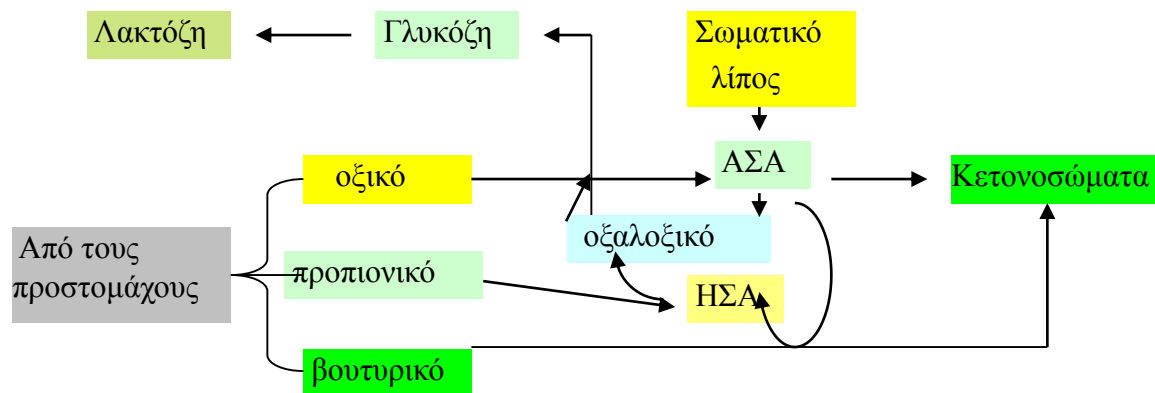 Λακτόζη
Γλυκόζη
Σωματικό
λίπος
οξικό
ΑΣΑ
Κετονοσώματα
Από τους
προστομάχους
οξαλοξικό
προπιονικό
ΗΣΑ
βουτυρικό